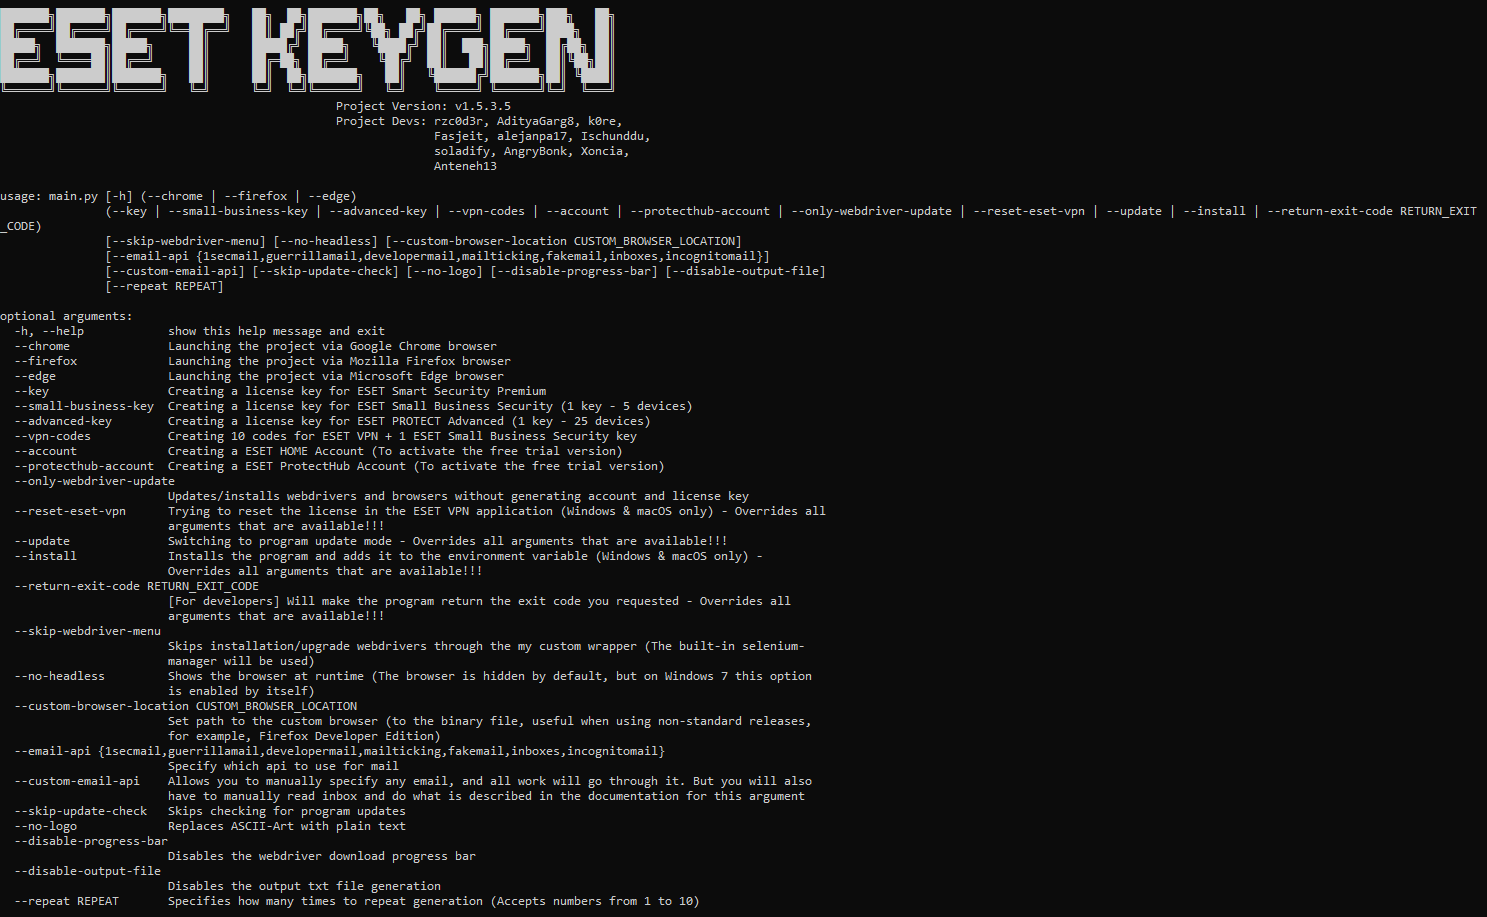 ESET KEYGEN
Project Version: v1.5.3.5
Project Devs: rzc0d3r, AdityaGarg8, k0re,
Fasjeit, alejanpa17, Ischunddu,
soladify, AngryBonk, Xoncia,
Anteneh13
usage: main.py [-h] (--chrome | --firefox | --edge)
(--key | --small-business-key | --advanced-key | --vpn-codes | --account | --protecthub-account | --only-webdriver-update | --reset-eset-vpn | --update | --install | --return-exit-code RETURN_EXIT
_CODE)
[--skip-webdriver-menu] [--no-headless] [--custom-browser-location CUSTOM_BROWSER_LOCATION]
[--email-api {1secmail,guerrillamail,developermail,mailticking,fakemail,inboxes,incognitomail}]
[--custom-email-api] [--skip-update-check] [--no-logo] [--disable-progress-bar] [--disable-output-file]
[--repeat REPEAT]
optional arguments:
-h, --help show this help message and exit
--chrome Launching the project via Google Chrome browser
--firefox Launching the project via Mozilla Firefox browser
--edge Launching the project via Microsoft Edge browser
--key Creating a license key for ESET Smart Security Premium
--small-business-key Creating a license key for ESET Small Business Security (1 key - 5 devices)
--advanced-key Creating a license key for ESET PROTECT Advanced (1 key - 25 devices)
--vpn-codes Creating 10 codes for ESET VPN + 1 ESET Small Business Security key
--account Creating a ESET HOME Account (To activate the free trial version)
--protecthub-account Creating a ESET ProtectHub Account (To activate the free trial version)
--only-webdriver-update
Updates/installs webdrivers and browsers without generating account and license key
--reset-eset-vpn Trying to reset the license in the ESET VPN application (Windows & macOS only) - Overrides all
arguments that are available!!!
--update Switching to program update mode - Overrides all arguments that are available!!!
--install Installs the program and adds it to the environment variable (Windows & macOS only) -
Overrides all arguments that are available!!!
--return-exit-code RETURN_EXIT_CODE
[For developers] Will make the program return the exit code you requested - Overrides all
arguments that are available!!!
--skip-webdriver-menu
Skips installation/upgrade webdrivers through the my custom wrapper (The built-in selenium-
manager will be used)
--no-headless Shows the browser at runtime (The browser is hidden by default, but on Windows 7 this option
is enabled by itself)
--custom-browser-location CUSTOM_BROWSER_LOCATION
Set path to the custom browser (to the binary file, useful when using non-standard releases,
for example, Firefox Developer Edition)
--email-api {1secmail,guerrillamail,developermail,mailticking,fakemail,inboxes,incognitomail}
Specify which api to use for mail
--custom-email-api Allows you to manually specify any email, and all work will go through it. But you will also
have to manually read inbox and do what is described in the documentation for this argument
--skip-update-check Skips checking for program updates
--no-logo Replaces ASCII-Art with plain text
--disable-progress-bar
Disables the webdriver download progress bar
--disable-output-file
Disables the output txt file generation
--repeat REPEAT Specifies how many times to repeat generation (Accepts numbers from 1 to 10)